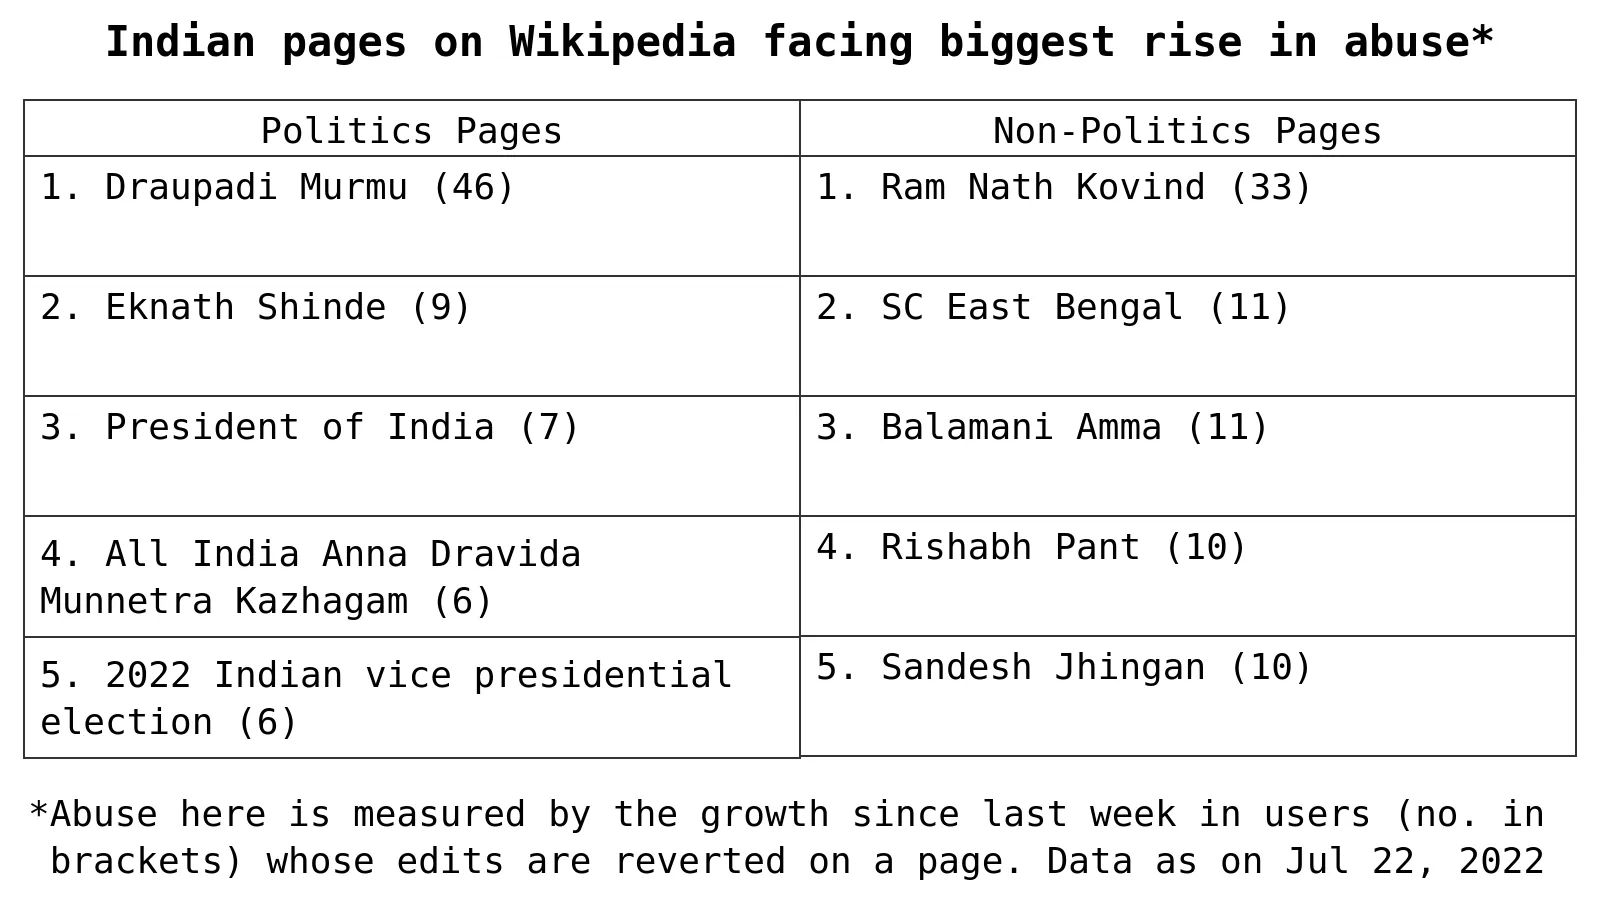 Indian pages on Wikipedia facing biggest rise in abuse*
Politics Pages
Non-Politics Pages
1. Draupadi Murmu (46)
1. Ram Nath Kovind (33)
2. Eknath Shinde (9)
2. SC East Bengal (11)
3. President of India (7)
3. Balamani Amma (11)
4. All India Anna Dravida
Munnetra Kazhagam (6)
4. Rishabh Pant (10)
5. 2022 Indian vice presidential
election (6)
5. Sandesh Jhingan (10)
*Abuse here is measured by the growth since last week in users (no. in
brackets) whose edits are reverted on a page. Data as on Jul 22, 2022